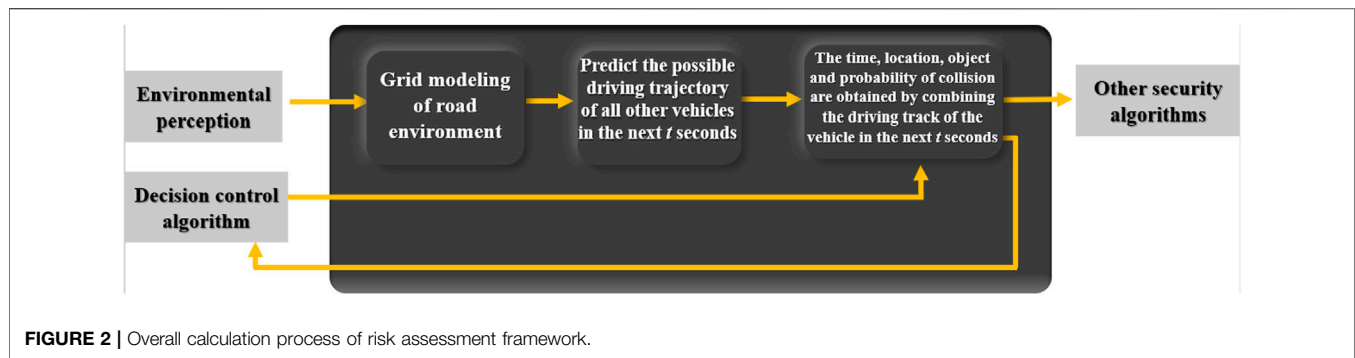 Environmental
perception
Grid modeling
of road
environment
Predict the possible
driving trajectory
of all other vehicles
in the next t seconds
The time, location, object
and probability of collision
are obtained by combining
the driving track of the
vehicle in the next t seconds
Other security
algorithms
Decision control
algorithm
FIGURE 2 | Overall calculation process of risk assessment framework.